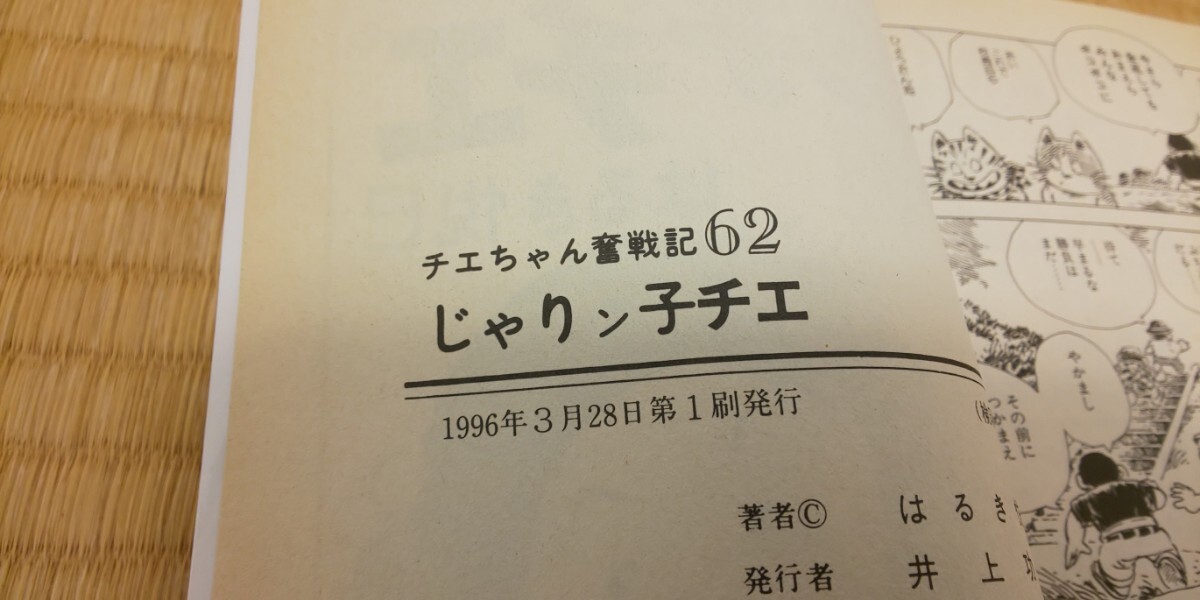 チエちゃん奮戦記62
じゃりン子チエ
1996年3月28日第1刷発行
著者© はるき
発行者 井上
待て、
早まるな
勝負は
まだ……
やかまし
その前に
つかまえ